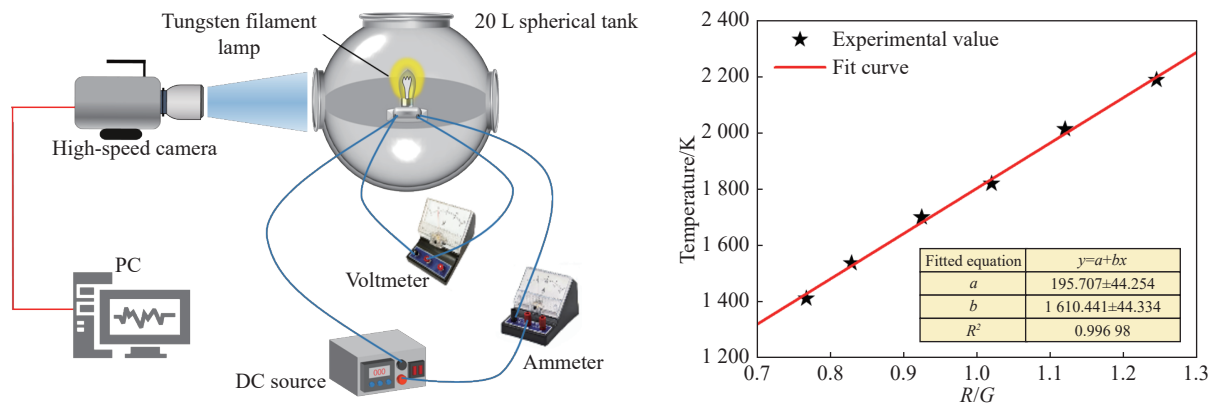 Tungsten filament
lamp
20 L spherical tank
High-speed camera
PC
Voltmeter
Ammeter
DC source
000
2 400
2 200
2 000
1 800
1 600
1 400
1 200
Temperature/K
Experimental value
Fit curve
Fitted equation y=a+bx
a 195.707±44.254
b 1 610.441±44.334
R² 0.996 98
0.7 0.8 0.9 1.0 1.1 1.2 1.3
R/G